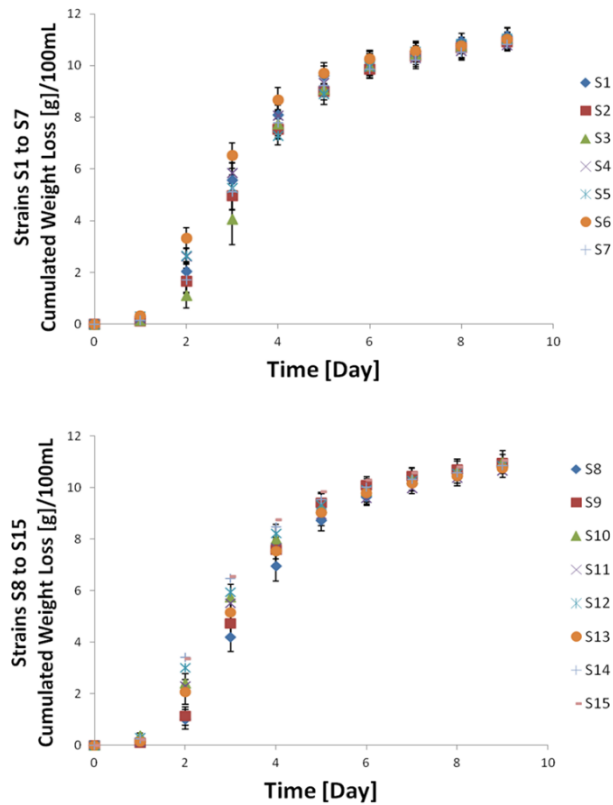 Strains S1 to S7
Cumulated Weight Loss [g]/100mL
12
10
8
6
4
2
0
0 2 4 6 8 10
Time [Day]
S1
S2
S3
S4
S5
S6
S7
Strains S8 to S15
Cumulated Weight Loss [g]/100mL
12
10
8
6
4
2
0
0 2 4 6 8 10
Time [Day]
S8
S9
S10
S11
S12
S13
S14
S15